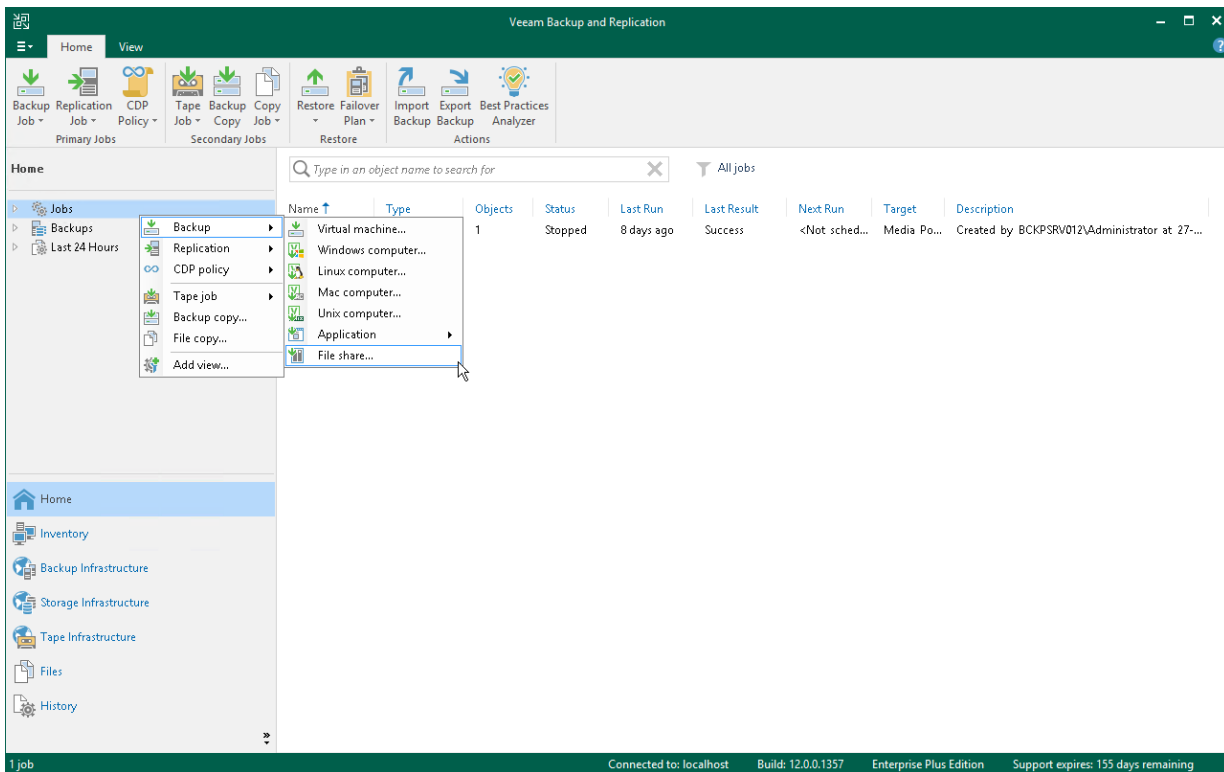 Veeam Backup and Replication
Home View
Backup Job Replication Job CDP Policy Tape Job Backup Copy Copy Job Restore Failover Plan Import Backup Export Backup Best Practices Analyzer
Primary Jobs Secondary Jobs Restore Actions
Home
Type in an object name to search for
All jobs
Jobs
Backups
Last 24 Hours
Name Type Objects Status Last Run Last Result Next Run Target Description
1 Stopped 8 days ago Success <Not sched... Media Po... Created by BCKPSRV012\Administrator at 27-...
Backup
Replication
CDP policy
Tape job
Backup copy...
File copy...
Add view...
Virtual machine...
Windows computer...
Linux computer...
Mac computer...
Unix computer...
Application
File share...
Home
Inventory
Backup Infrastructure
Storage Infrastructure
Tape Infrastructure
Files
History
1 job
Connected to: localhost Build: 12.0.0.1357 Enterprise Plus Edition Support expires: 155 days remaining